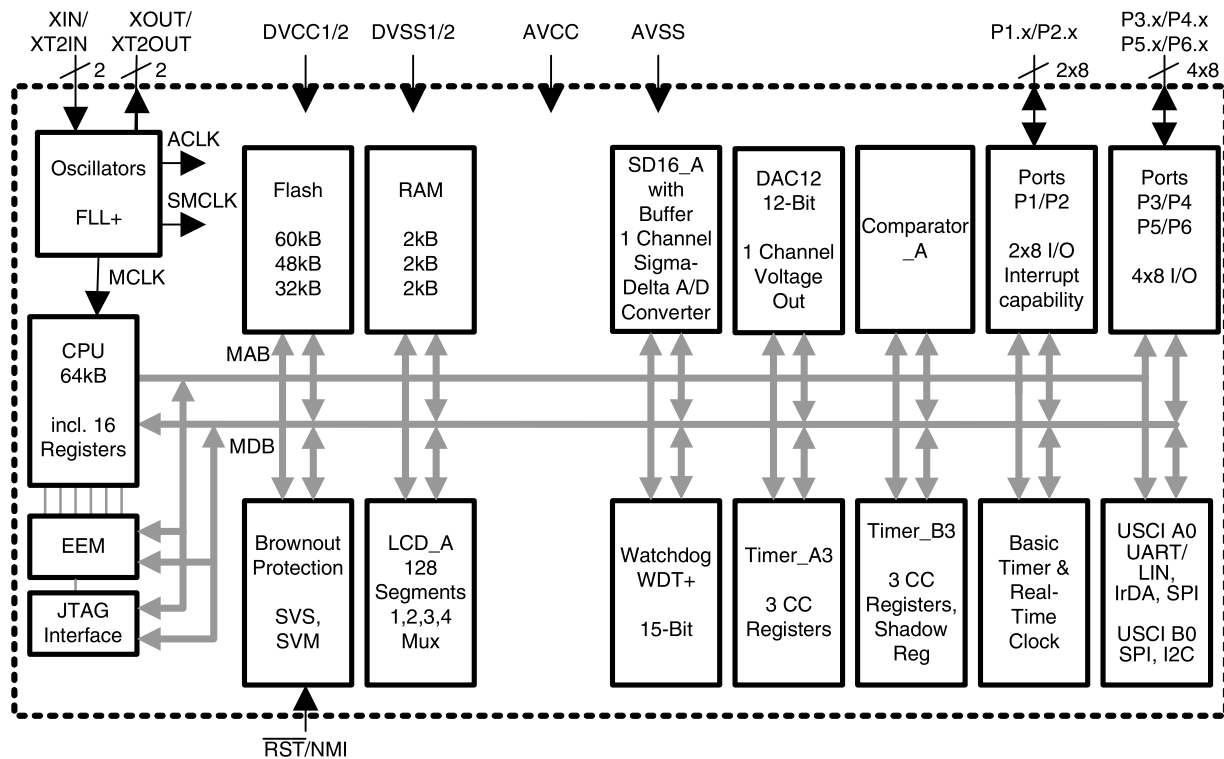 XIN/
XT2IN
XOUT/
XT2OUT
DVCC1/2
DVSS1/2
AVCC
AVSS
P1.x/P2.x
P3.x/P4.x
P5.x/P6.x
2
2
2x8
4x8
Oscillators
FLL+
ACLK
SMCLK
MCLK
Flash
60kB
48kB
32kB
RAM
2kB
2kB
2kB
SD16_A
with
Buffer
1 Channel
Sigma-
Delta A/D
Converter
DAC12
12-Bit
1 Channel
Voltage
Out
Comparator
_A
Ports
P1/P2
2x8 I/O
Interrupt
capability
Ports
P3/P4
P5/P6
4x8 I/O
CPU
64kB
incl. 16
Registers
MAB
MDB
EEM
JTAG
Interface
Brownout
Protection
SVS,
SVM
LCD_A
128
Segments
1,2,3,4
Mux
Watchdog
WDT+
15-Bit
Timer_A3
3 CC
Registers
Timer_B3
3 CC
Registers,
Shadow
Reg
Basic
Timer &
Real-
Time
Clock
USCI A0
UART/
LIN,
IrDA, SPI
USCI B0
SPI, I2C
RST/NMI